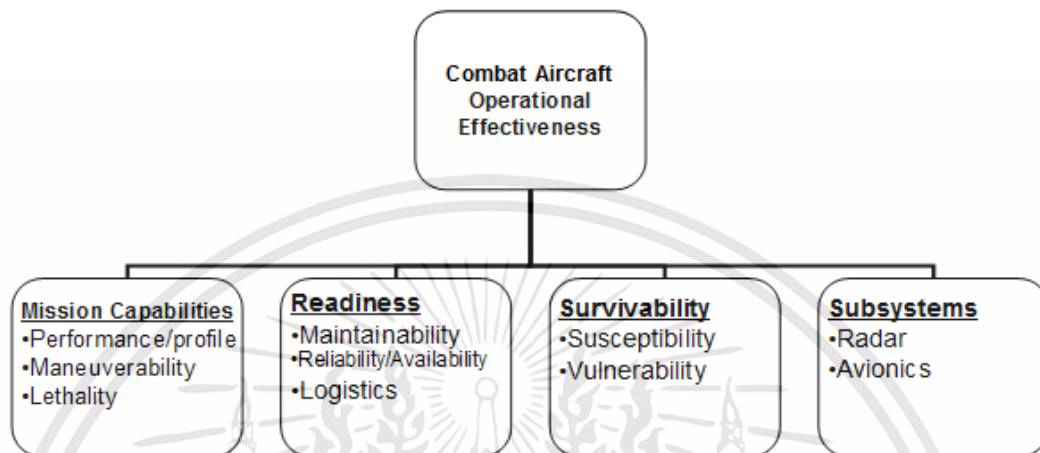 Combat Aircraft
Operational
Effectiveness
Mission Capabilities
•Performance/profile
•Maneuverability
•Lethality
Readiness
•Maintainability
•Reliability/Availability
•Logistics
Survivability
•Susceptibility
•Vulnerability
Subsystems
•Radar
•Avionics